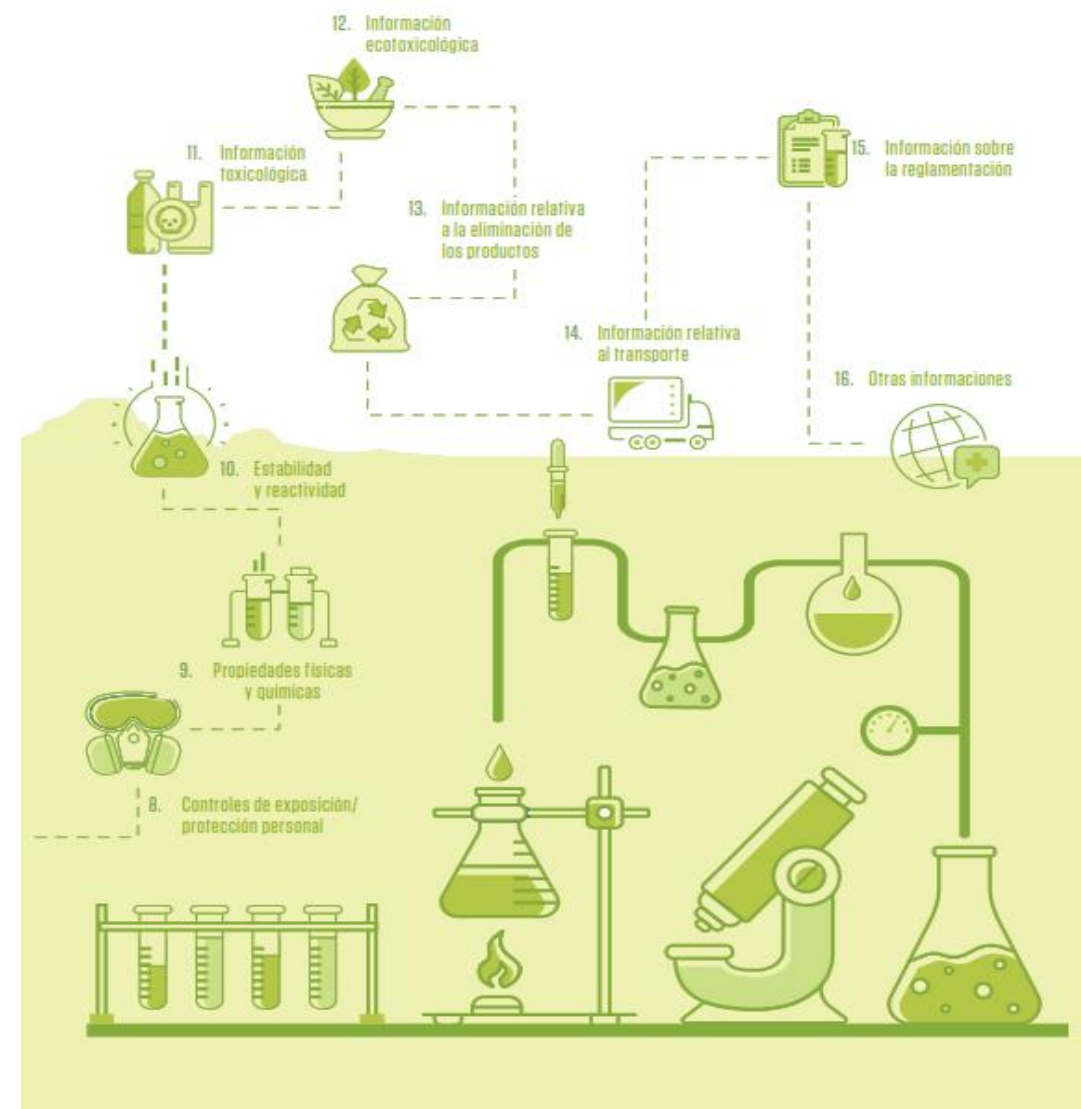 12. Información
ecotoxicológica
11. Información
toxicológica
15. Información sobre
la reglamentación
13. Información relativa
a la eliminación de
los productos
14. Información relativa
al transporte
16. Otras informaciones
10. Estabilidad
y reactividad
9. Propiedades físicas
y químicas
8. Controles de exposición/
protección personal